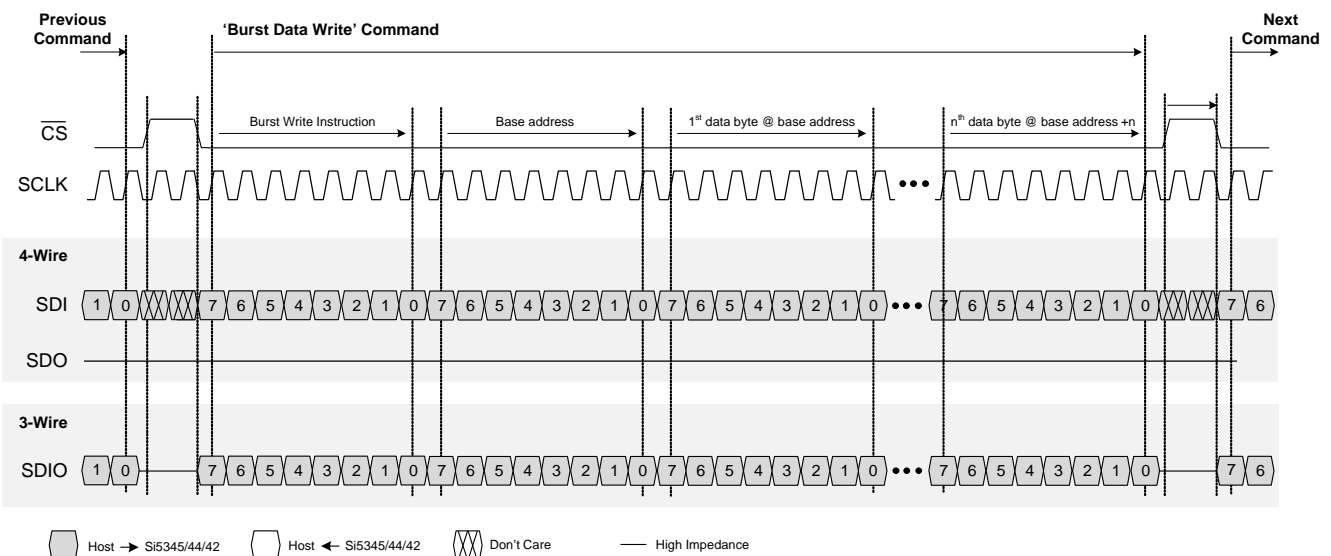 Previous Command
‘Burst Data Write’ Command
Next Command
CS
Burst Write Instruction
Base address
1st data byte @ base address
nth data byte @ base address +n
SCLK
4-Wire
SDI 1 0 7 6 5 4 3 2 1 0 7 6 5 4 3 2 1 0 7 6 5 4 3 2 1 0 7 6 5 4 3 2 1 0 7 6
SDO
3-Wire
SDIO 1 0 7 6 5 4 3 2 1 0 7 6 5 4 3 2 1 0 7 6 5 4 3 2 1 0 7 6 5 4 3 2 1 0 7 6
Host Si5345/44/42
Host Si5345/44/42
Don’t Care
High Impedance